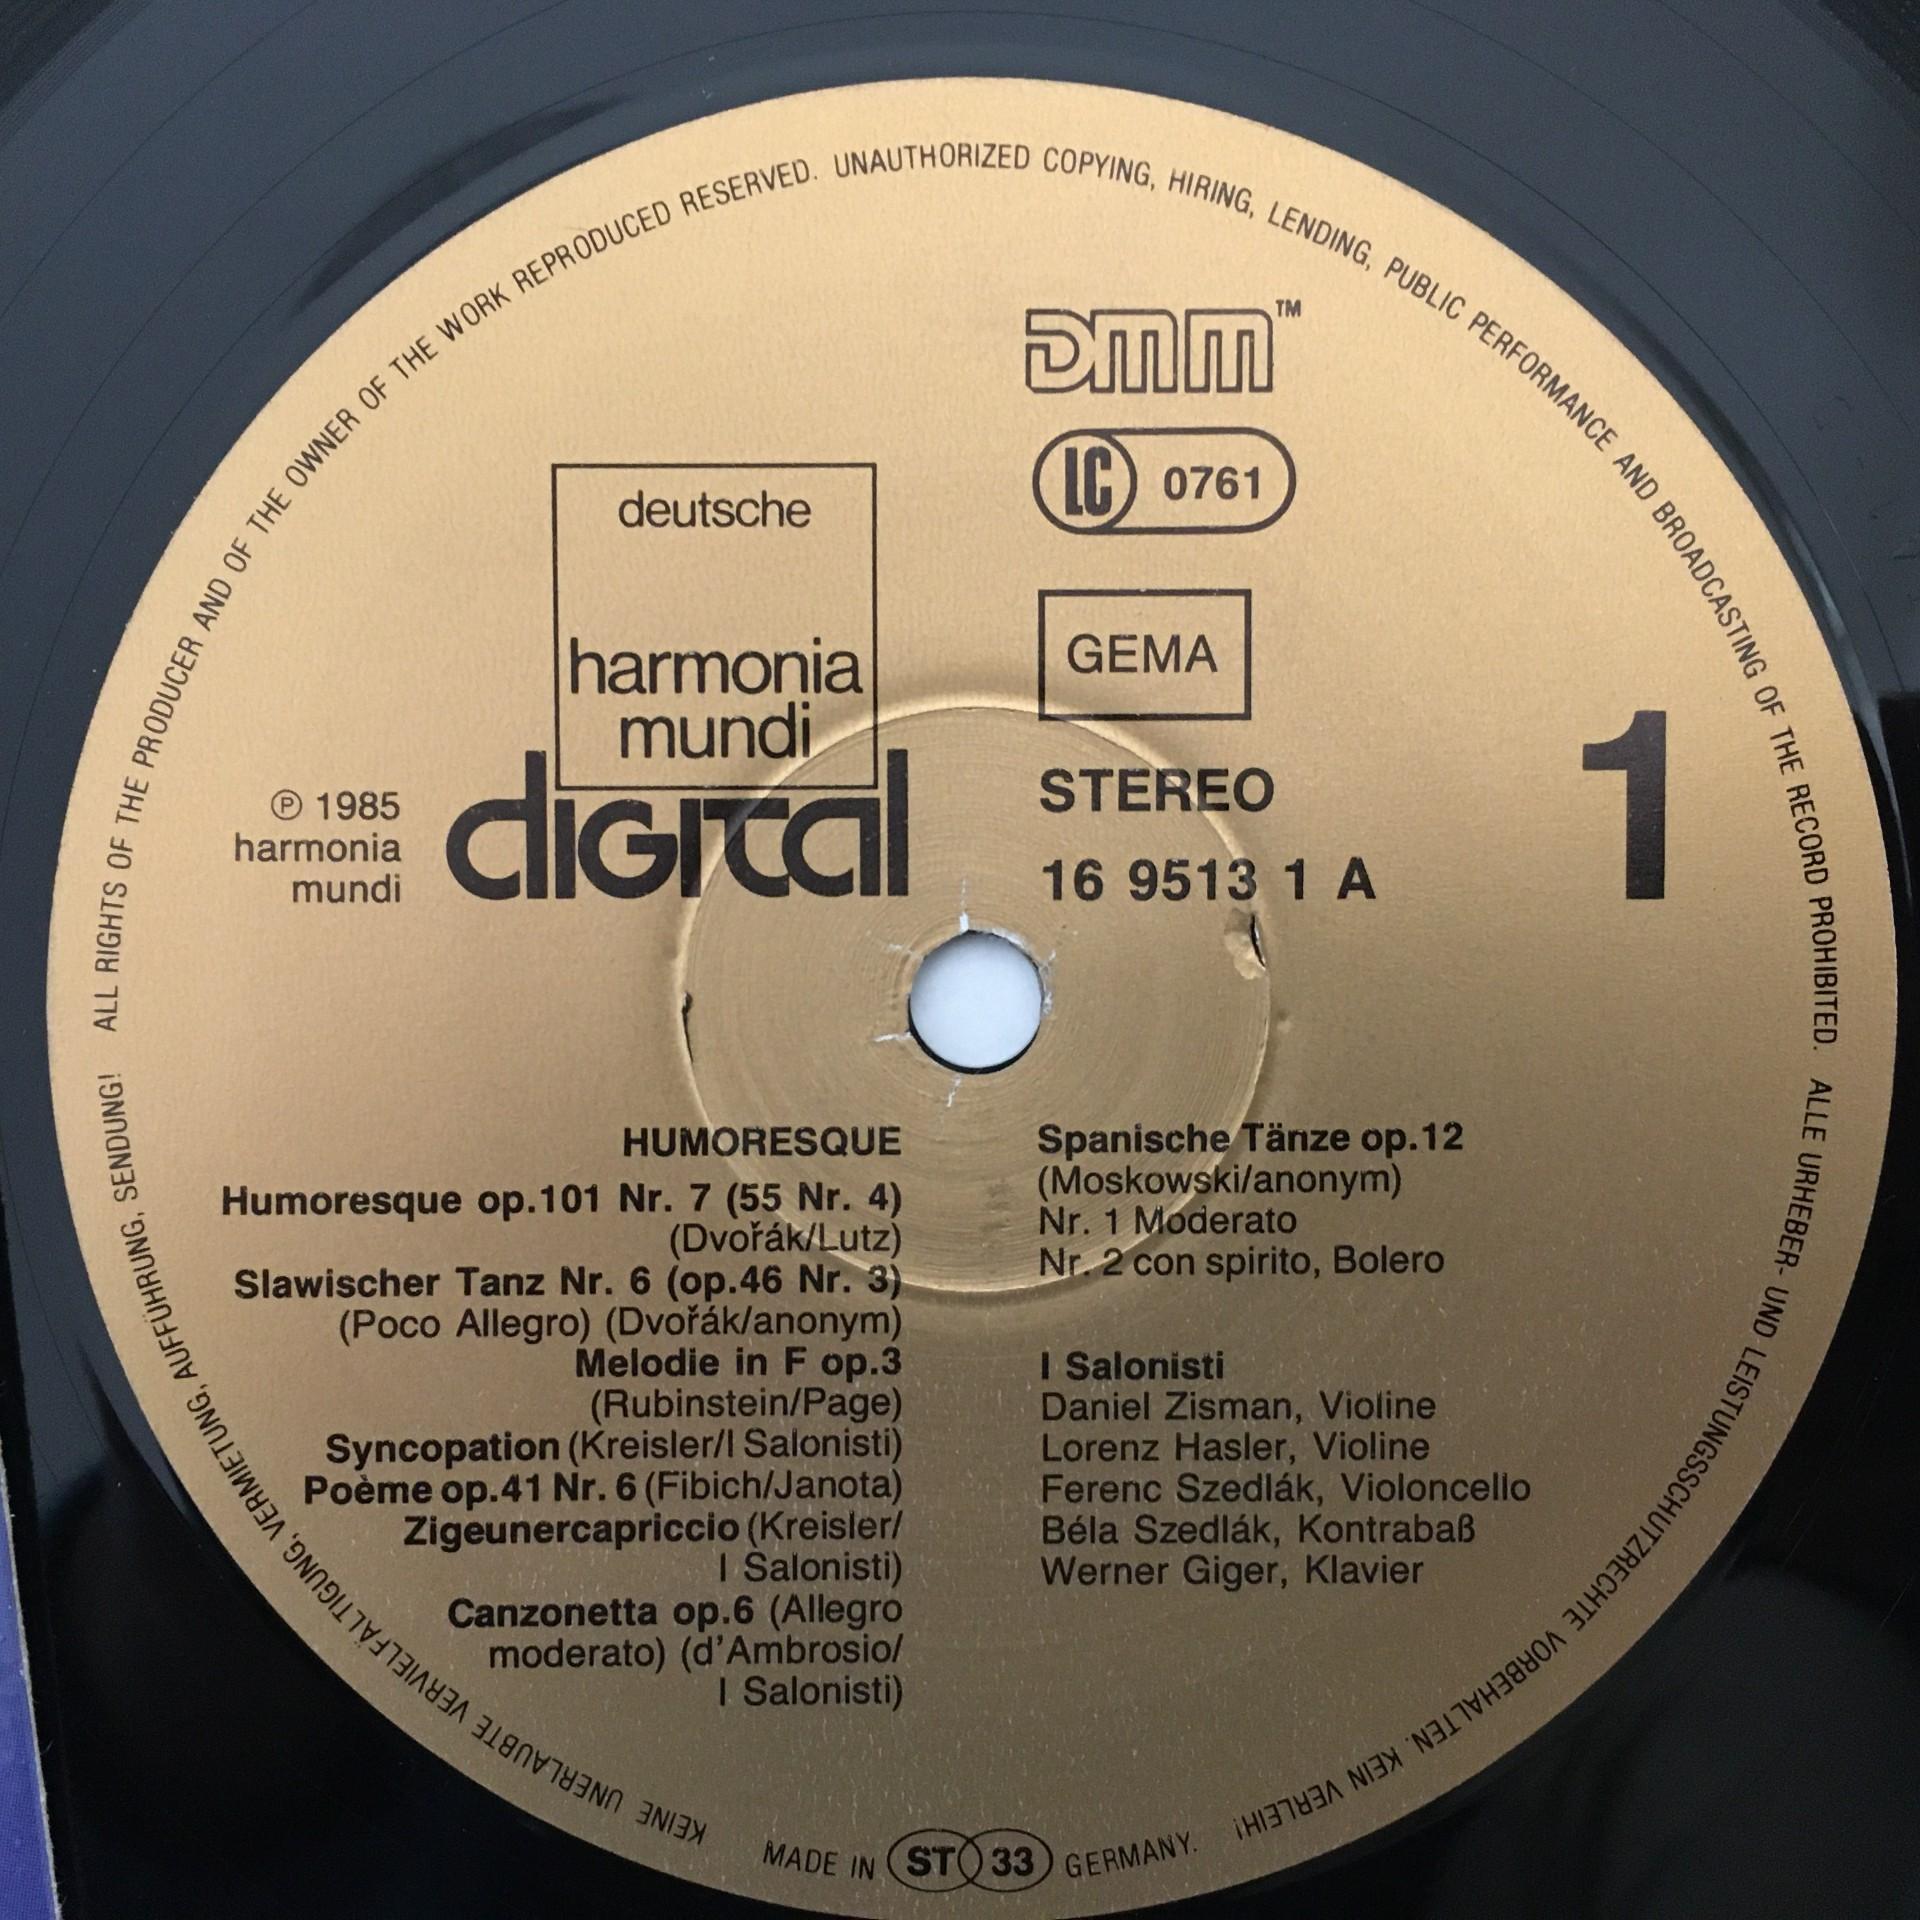 ALL RIGHTS OF THE PRODUCER AND OF THE OWNER OF THE WORK REPRODUCED RESERVED. UNAUTHORIZED COPYING, HIRING, LENDING, PUBLIC PERFORMANCE AND BROADCASTING OF THE RECORD PROHIBITED.
ALLE URHEBER- UND LEISTUNGSSCHUTZRECHTE VORBEHALTEN. KEIN VERLEIH!
KEINE UNERLAUBTE VERVIELFÄLTIGUNG, VERMIETUNG, AUFFÜHRUNG, SENDUNG!
DMM™
LC 0761
deutsche
harmonia
mundi
digital
GEMA
℗ 1985
harmonia
mundi
STEREO
16 9513 1 A
1
HUMORESQUE
Humoresque op.101 Nr. 7 (55 Nr. 4)
(Dvořák/Lutz)
Slawischer Tanz Nr. 6 (op.46 Nr. 3)
(Poco Allegro) (Dvořák/anonym)
Melodie in F op.3
(Rubinstein/Page)
Syncopation (Kreisler/I Salonisti)
Poème op.41 Nr. 6 (Fibich/Janota)
Zigeunercapriccio (Kreisler/
I Salonisti)
Canzonetta op.6 (Allegro
moderato) (d'Ambrosio/
I Salonisti)
Spanische Tänze op.12
(Moskowski/anonym)
Nr. 1 Moderato
Nr. 2 con spirito, Bolero
I Salonisti
Daniel Zisman, Violine
Lorenz Hasler, Violine
Ferenc Szedlák, Violoncello
Béla Szedlák, Kontrabaß
Werner Giger, Klavier
MADE IN ST 33 GERMANY.